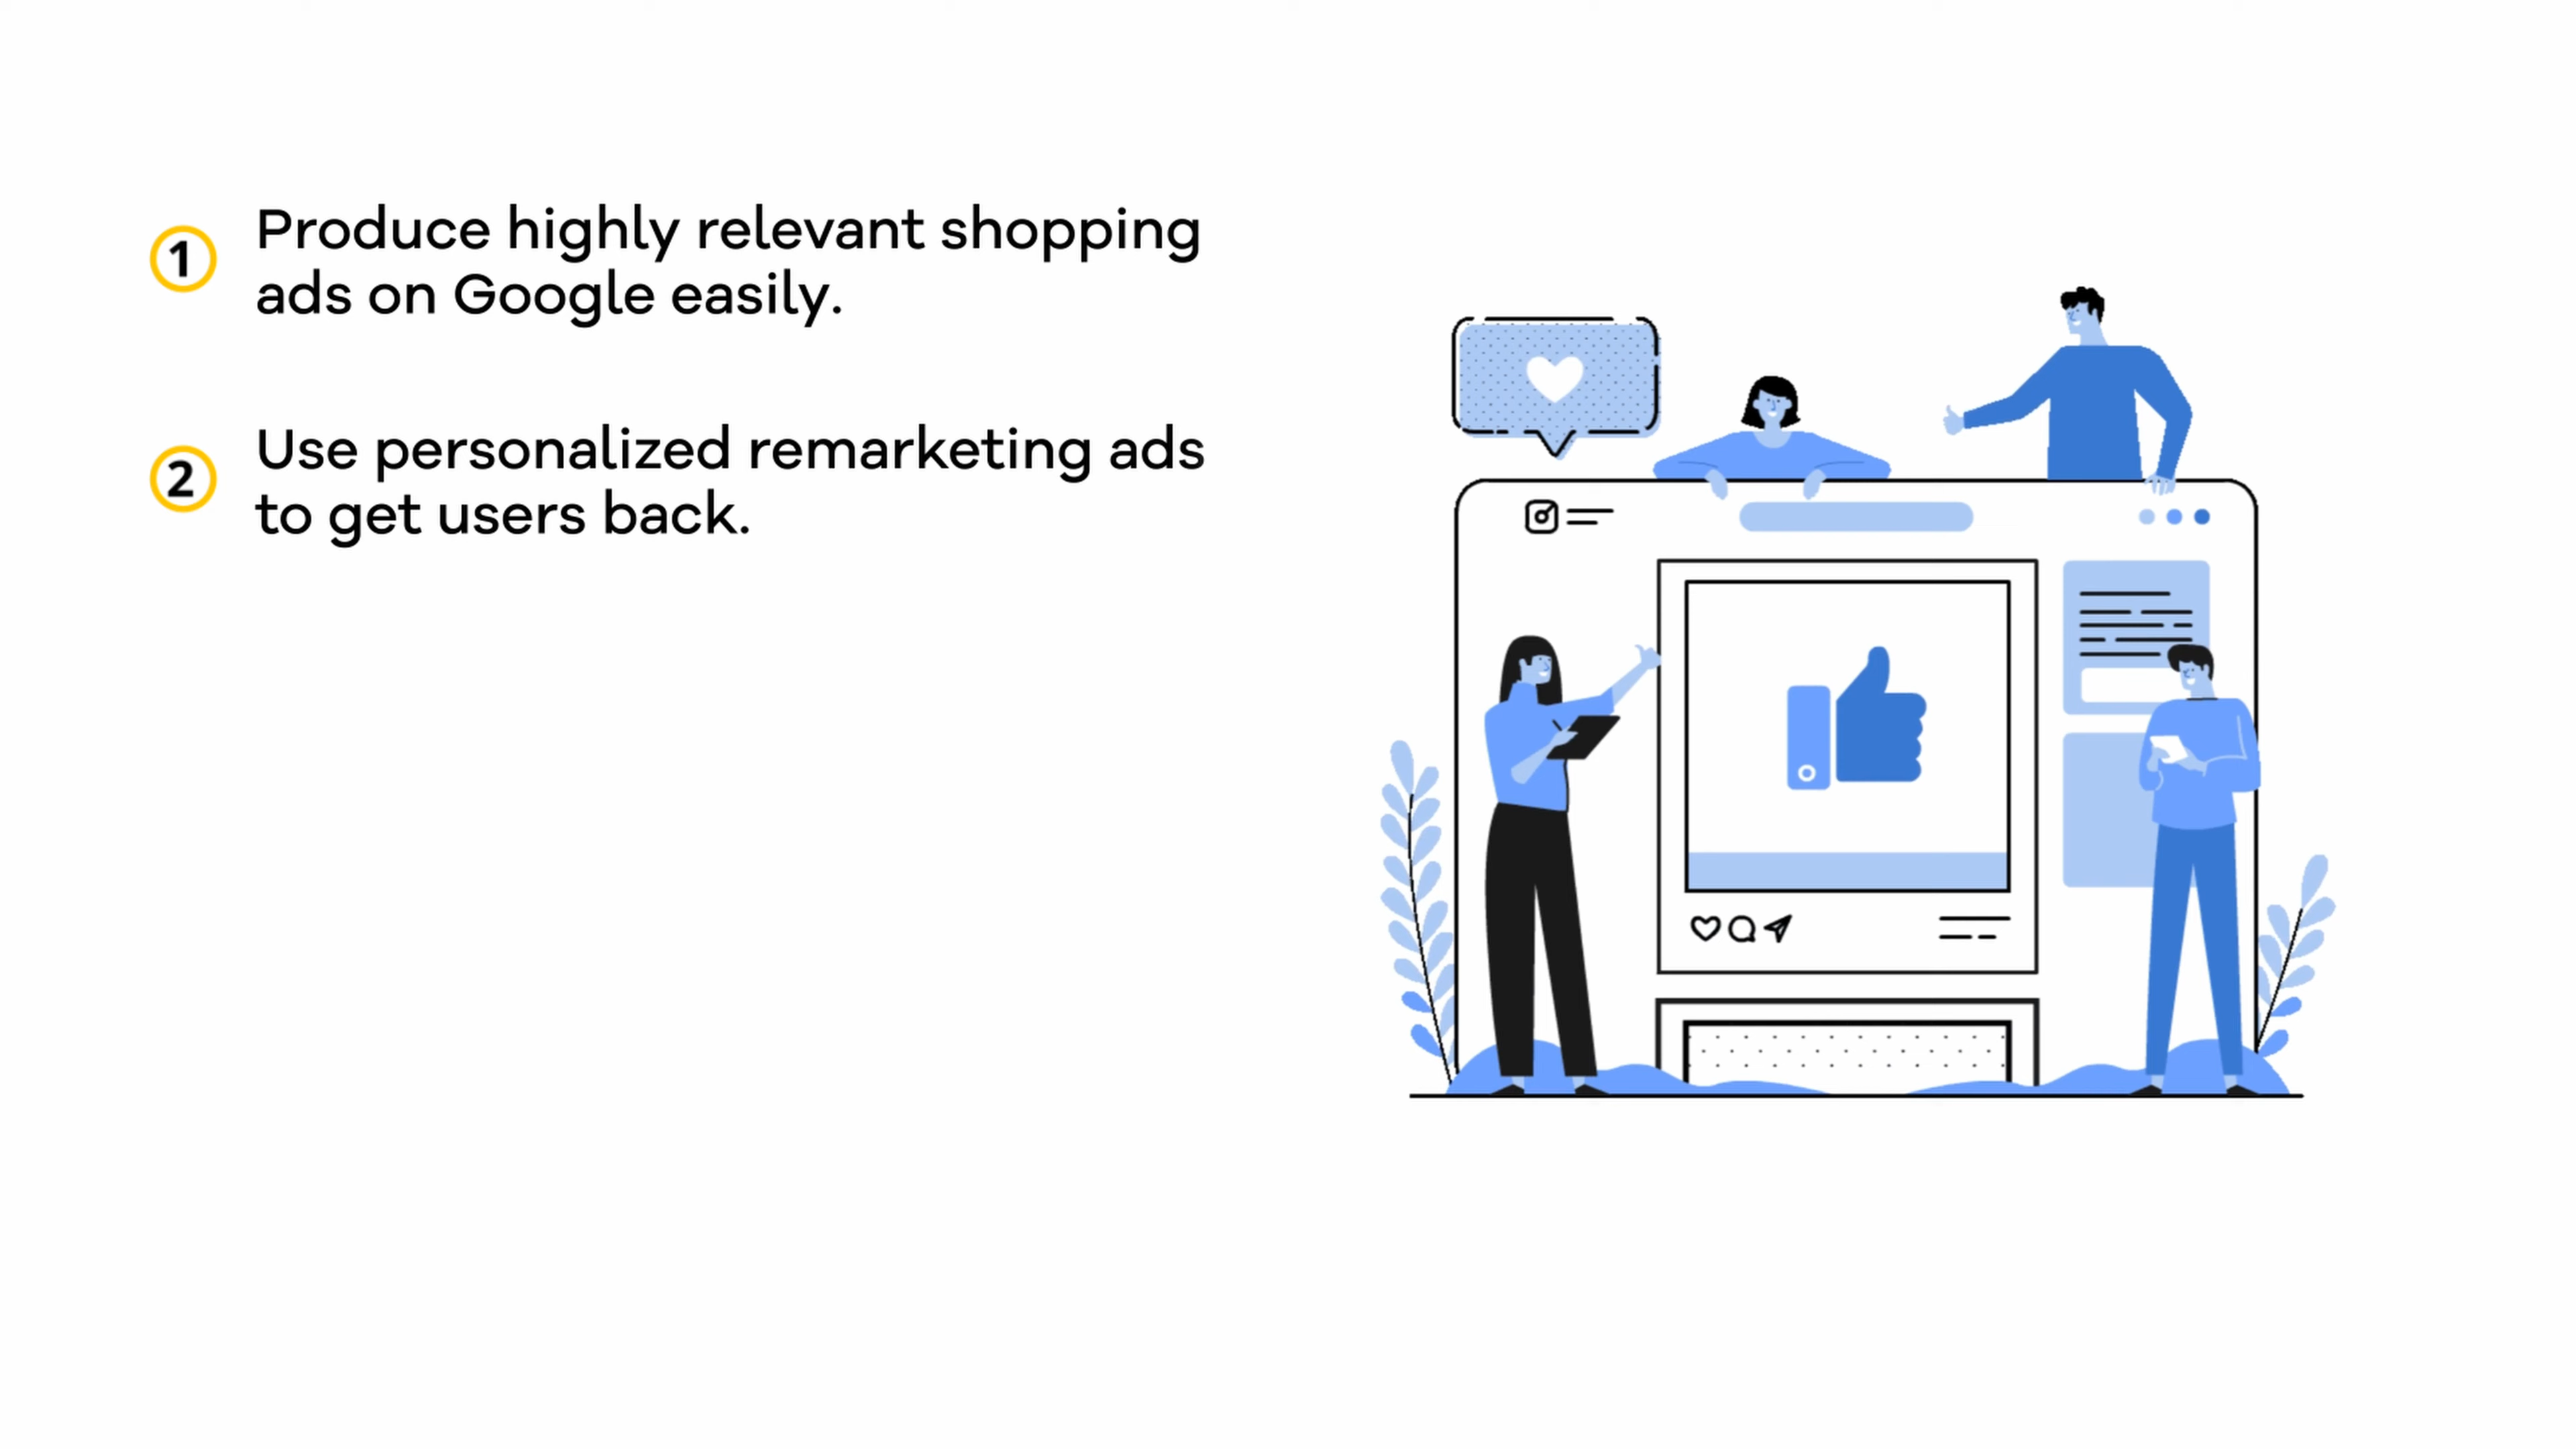 1
Produce highly relevant shopping
ads on Google easily.
2
Use personalized remarketing ads
to get users back.